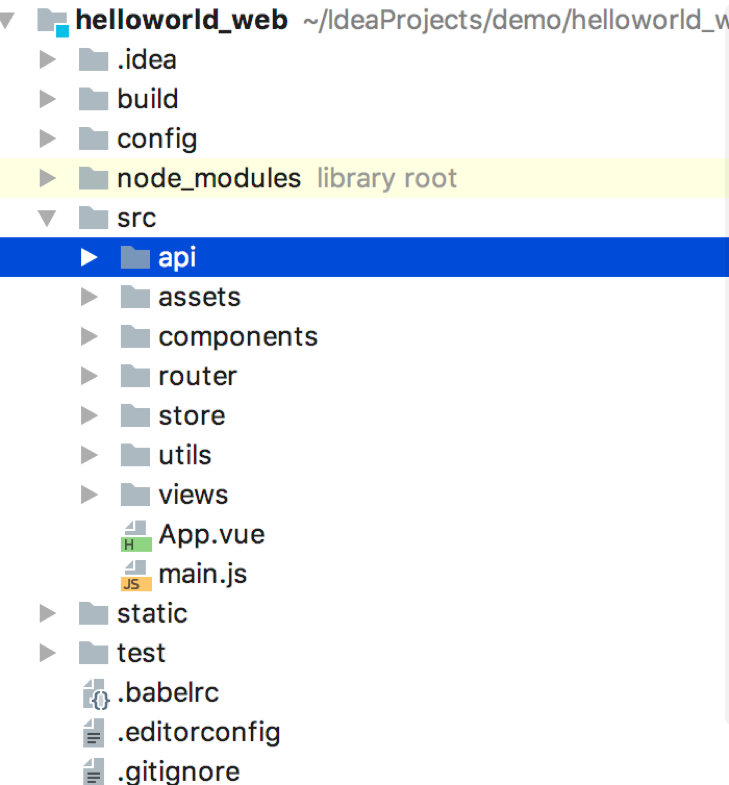 helloworld_web ~/IdeaProjects/demo/helloworld_w
.idea
build
config
node_modules library root
src
api
assets
components
router
store
utils
views
H App.vue
JS main.js
static
test
{} .babelrc
.editorconfig
.gitignore